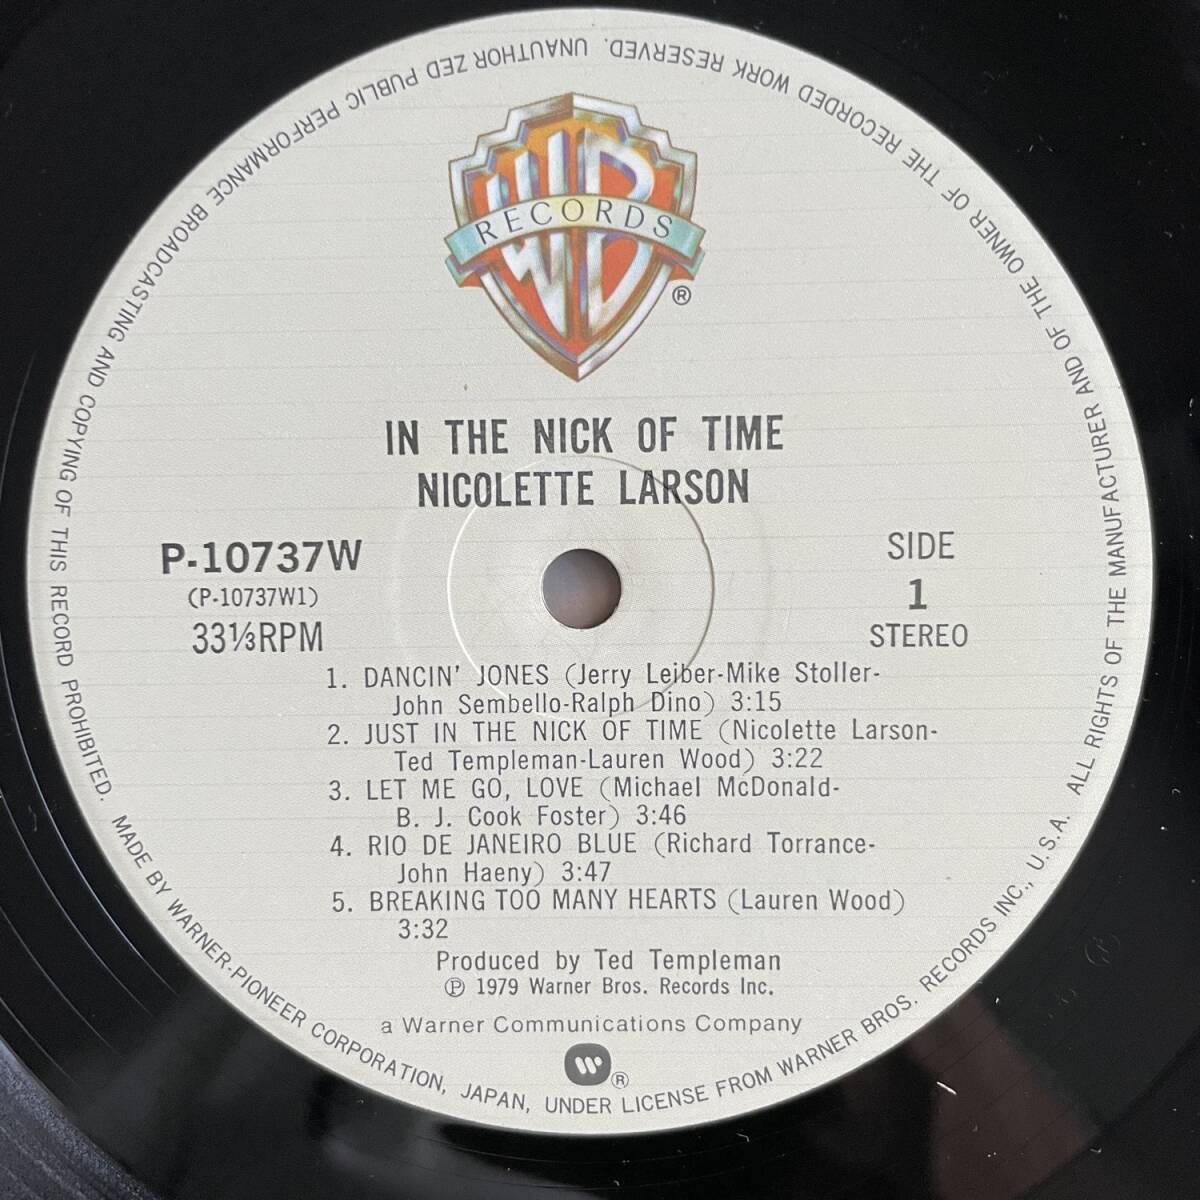 RECORDS
®
IN THE NICK OF TIME
NICOLETTE LARSON
P-10737W
(P-10737W1)
33⅓RPM
SIDE
1
STEREO
1. DANCIN' JONES (Jerry Leiber-Mike Stoller-
John Sembello-Ralph Dino) 3:15
2. JUST IN THE NICK OF TIME (Nicolette Larson-
Ted Templeman-Lauren Wood) 3:22
3. LET ME GO, LOVE (Michael McDonald-
B. J. Cook Foster) 3:46
4. RIO DE JANEIRO BLUE (Richard Torrance-
John Haeny) 3:47
5. BREAKING TOO MANY HEARTS (Lauren Wood)
3:32
Produced by Ted Templeman
℗ 1979 Warner Bros. Records Inc.
a Warner Communications Company
®
MADE BY WARNER-PIONEER CORPORATION, JAPAN, UNDER LICENSE FROM WARNER BROS. RECORDS INC., U.S.A. ALL RIGHTS OF THE MANUFACTURER AND OF THE OWNER OF THE RECORDED WORK RESERVED. UNAUTHOR ZED PUBLIC PERFORMANCE BROADCASTING AND COPYING OF THIS RECORD PROHIBITED.